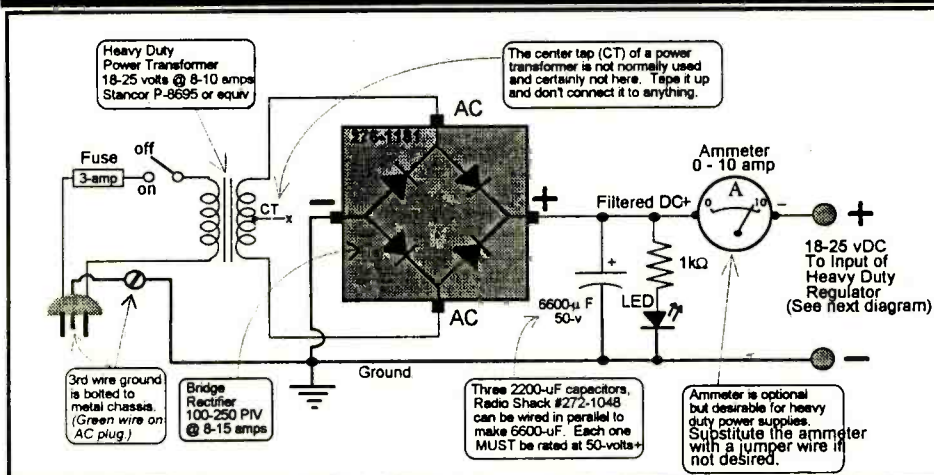 Heavy Duty
Power Transformer
18-25 volts @ 8-10 amps
Stancor P-8695 or equiv
The center tap (CT) of a power
transformer is not normally used
and certainly not here. Tape it up
and don't connect it to anything.
AC
276-1181
Fuse
3-amp
off
on
CT
x
−
+
Filtered DC+
Ammeter
0 - 10 amp
A
0
10
−
+
18-25 vDC
To Input of
Heavy Duty
Regulator
(See next diagram)
+
6600-µ F
50-v
1kΩ
LED
AC
Ground
−
3rd wire ground
is bolted to
metal chassis.
(Green wire on
AC plug.)
Bridge
Rectifier
100-250 PIV
@ 8-15 amps
Three 2200-uF capacitors,
Radio Shack #272-1048
can be wired in parallel to
make 6600-uF. Each one
MUST be rated at 50-volts+
Ammeter is optional
but desirable for heavy
duty power supplies.
Substitute the ammeter
with a jumper wire if
not desired.